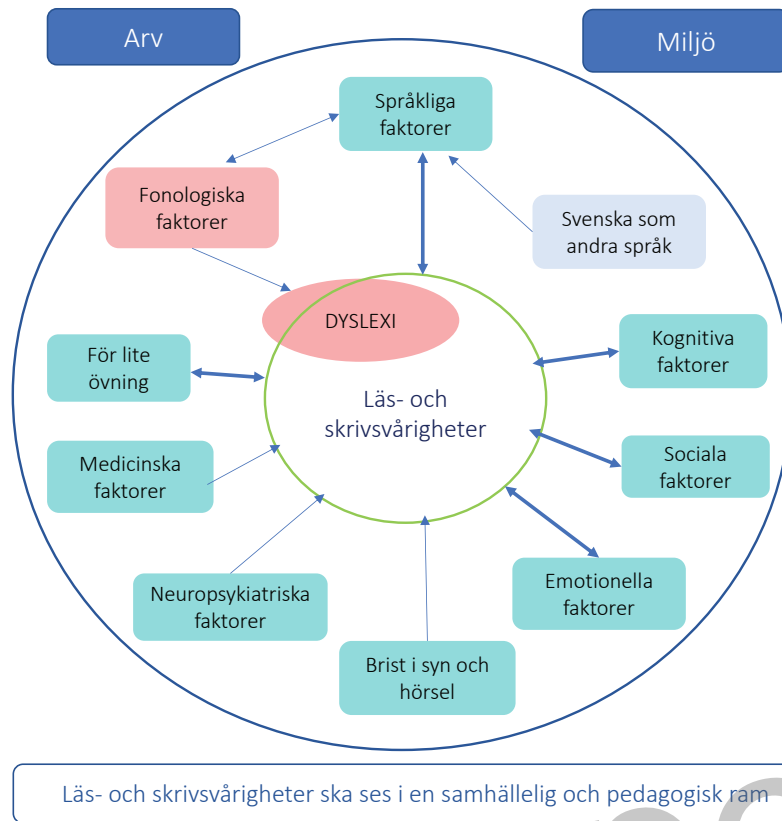 Arv
Miljö
Språkliga
faktorer
Fonologiska
faktorer
Svenska som
andra språk
DYSLEXI
För lite
övning
Kognitiva
faktorer
Läs- och
skrivsvårigheter
Medicinska
faktorer
Sociala
faktorer
Neuropsykiatriska
faktorer
Emotionella
faktorer
Brist i syn och
hörsel
Läs- och skrivsvårigheter ska ses i en samhällelig och pedagogisk ram